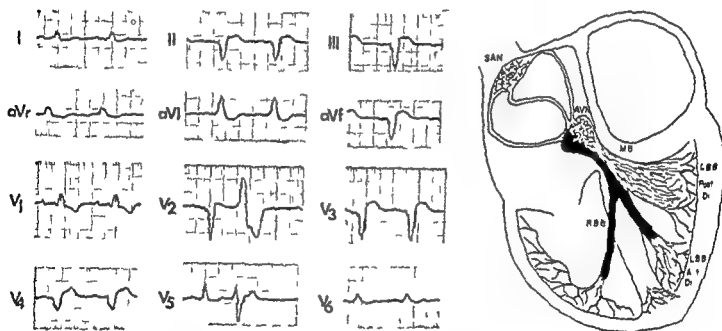 I II III
aVr aVl aVf
V1 V2 V3
V4 V5 V6
SAN
AVN
MB
LBB
Post
Di
RBb
LBB
Di